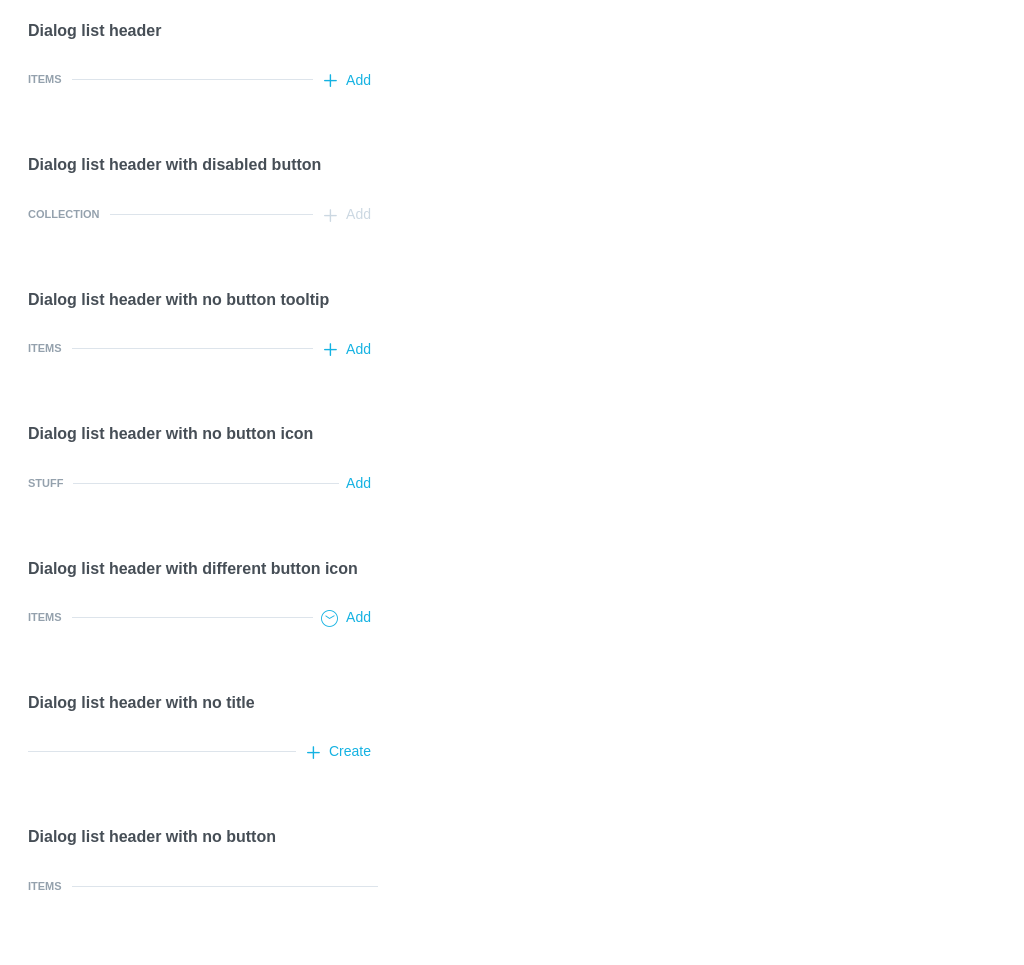 Dialog list header
ITEMS Add
Dialog list header with disabled button
COLLECTION Add
Dialog list header with no button tooltip
ITEMS Add
Dialog list header with no button icon
STUFF Add
Dialog list header with different button icon
ITEMS Add
Dialog list header with no title
Create
Dialog list header with no button
ITEMS